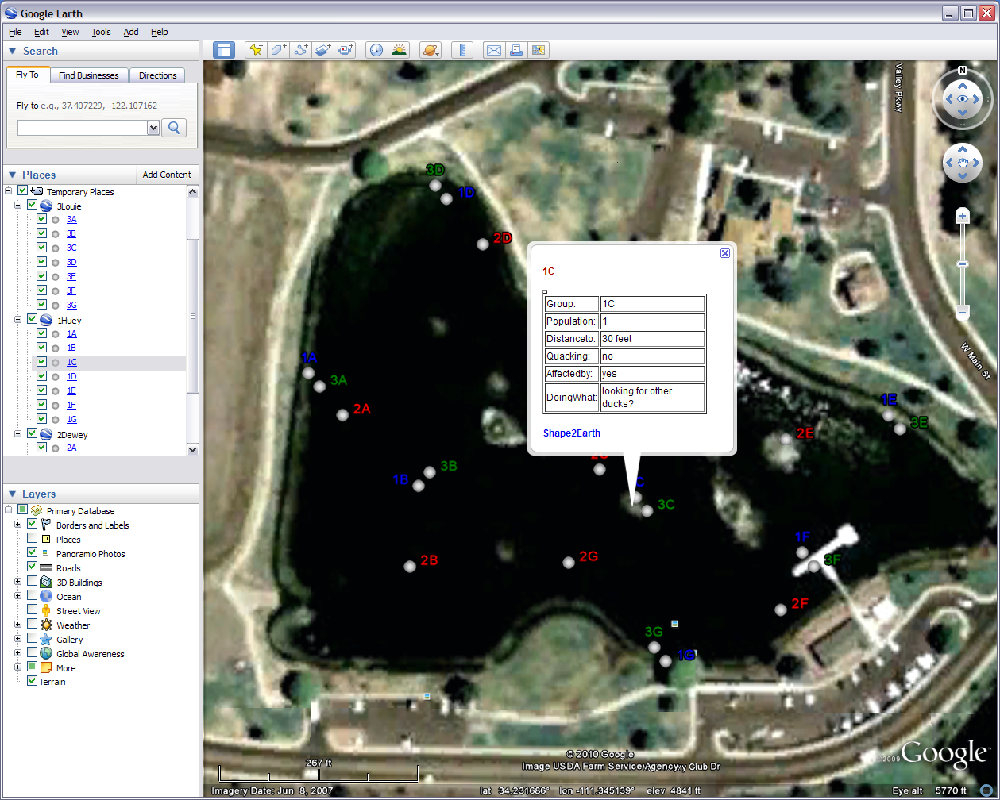 Google Earth
File Edit View Tools Add Help
Search
Fly To Find Businesses Directions
Fly to e.g., 37.407229, -122.107162
Places Add Content
Temporary Places
3Louie
3A
3B
3C
3D
3E
3F
3G
1Huey
1A
1B
1C
1D
1E
1F
1G
2Dewey
2A
Layers
Primary Database
Borders and Labels
Places
Panoramio Photos
Roads
3D Buildings
Ocean
Street View
Weather
Gallery
Global Awareness
More
Terrain
N
Valley Pkwy
W Main St
3D
1D
2D
1A
3A
2A
1B
3B
2B
2G
3C
1E
3E
2E
1F
3F
2F
3G
1G
1C
Group: 1C
Population: 1
Distanceto: 30 feet
Quacking: no
Affectedby: yes
DoingWhat: looking for other
ducks?
Shape2Earth
267 ft
© 2010 Google
Image USDA Farm Service Agency
Club Dr
©2009 Google
Imagery Date: Jun 8, 2007 lat 34.231686° lon -111.345139° elev 4841 ft Eye alt 5770 ft